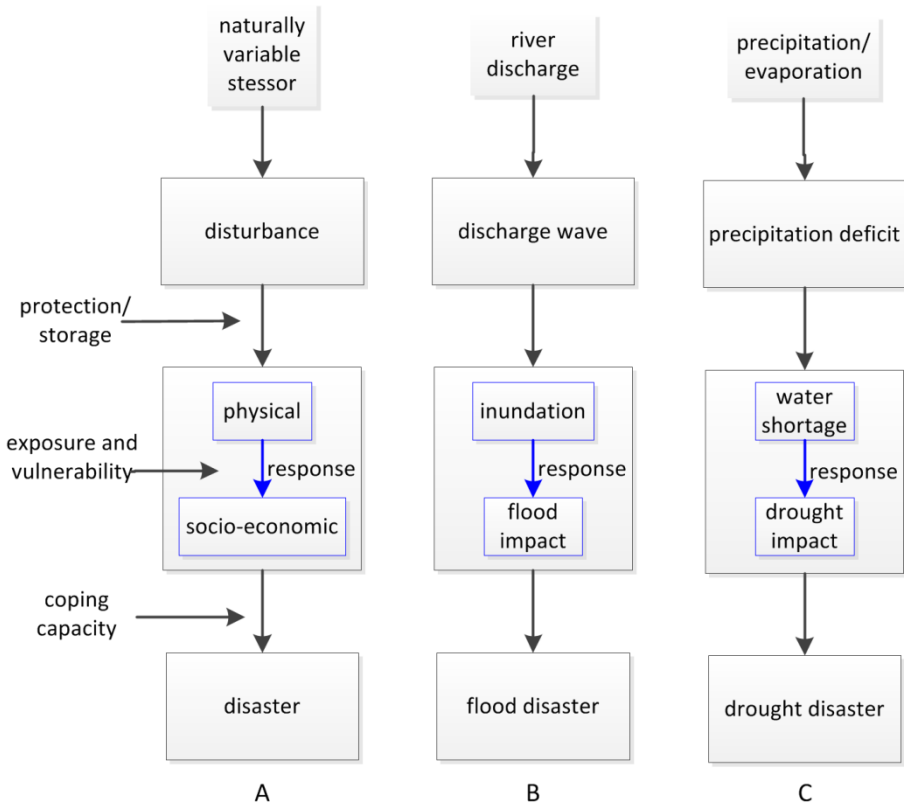 naturally
variable
stessor
river
discharge
precipitation/
evaporation
disturbance
discharge wave
precipitation deficit
protection/
storage
physical
inundation
water
shortage
exposure and
vulnerability
response
response
response
socio-economic
flood
impact
drought
impact
coping
capacity
disaster
flood disaster
drought disaster
A
B
C